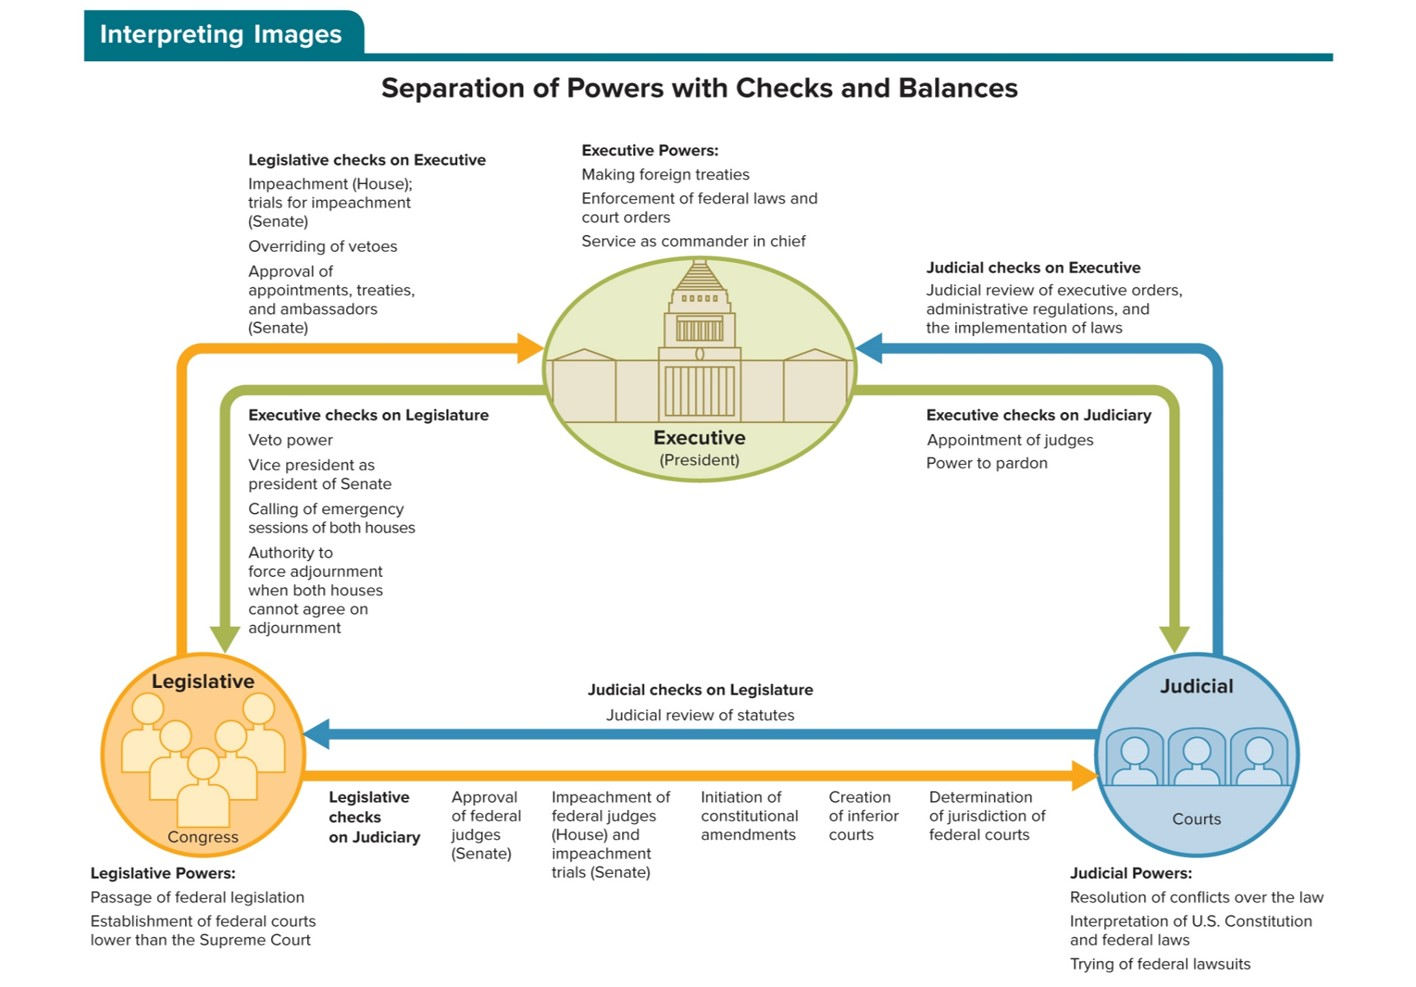 Interpreting Images
Separation of Powers with Checks and Balances
Legislative checks on Executive
Impeachment (House);
trials for impeachment
(Senate)
Overriding of vetoes
Approval of
appointments, treaties,
and ambassadors
(Senate)
Executive Powers:
Making foreign treaties
Enforcement of federal laws and
court orders
Service as commander in chief
Judicial checks on Executive
Judicial review of executive orders,
administrative regulations, and
the implementation of laws
Executive checks on Legislature
Veto power
Vice president as
president of Senate
Calling of emergency
sessions of both houses
Authority to
force adjournment
when both houses
cannot agree on
adjournment
Executive
(President)
Executive checks on Judiciary
Appointment of judges
Power to pardon
Legislative
Congress
Judicial checks on Legislature
Judicial review of statutes
Judicial
Courts
Legislative
checks
on Judiciary
Approval
of federal
judges
(Senate)
Impeachment of
federal judges
(House) and
impeachment
trials (Senate)
Initiation of
constitutional
amendments
Creation
of inferior
courts
Determination
of jurisdiction of
federal courts
Legislative Powers:
Passage of federal legislation
Establishment of federal courts
lower than the Supreme Court
Judicial Powers:
Resolution of conflicts over the law
Interpretation of U.S. Constitution
and federal laws
Trying of federal lawsuits